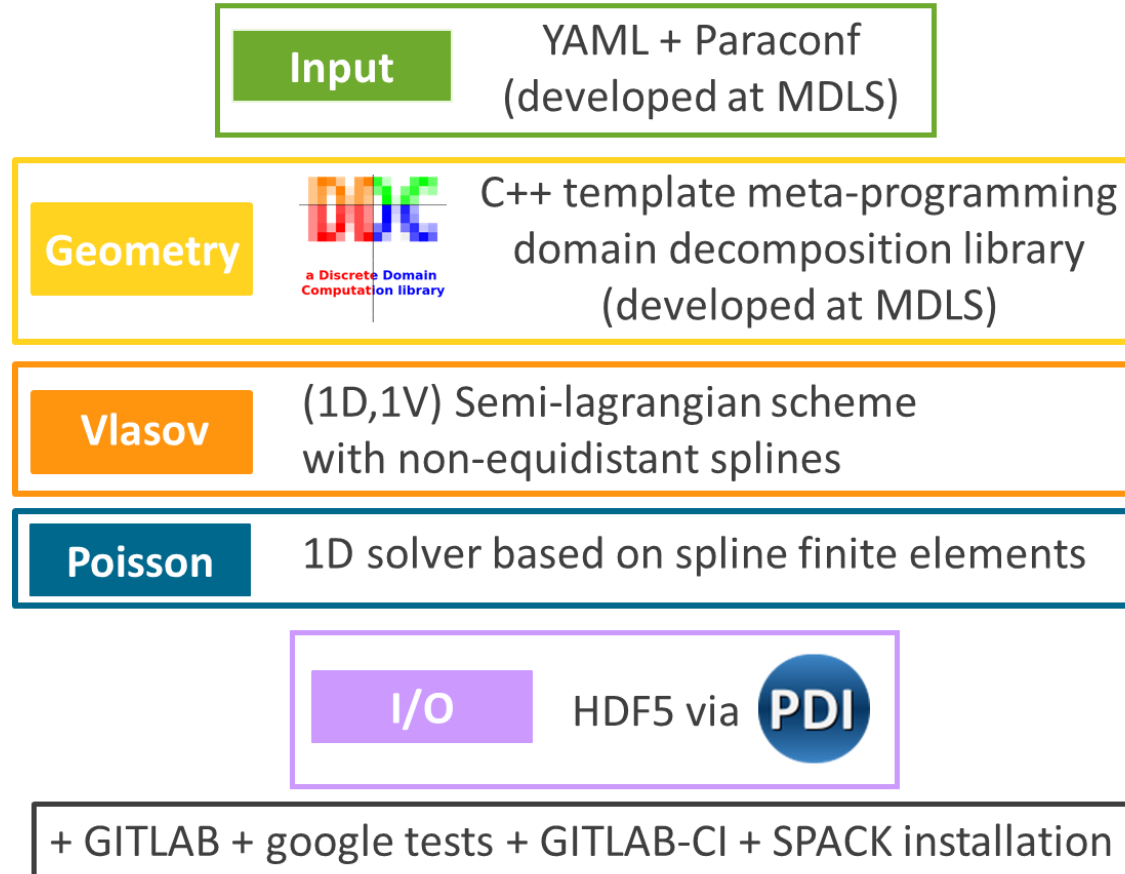 Input
YAML + Paraconf
(developed at MDLS)
Geometry
DDC
a Discrete Domain
Computation library
C++ template meta-programming
domain decomposition library
(developed at MDLS)
Vlasov
(1D,1V) Semi-lagrangian scheme
with non-equidistant splines
Poisson
1D solver based on spline finite elements
I/O
HDF5 via
PDI
+ GITLAB + google tests + GITLAB-CI + SPACK installation